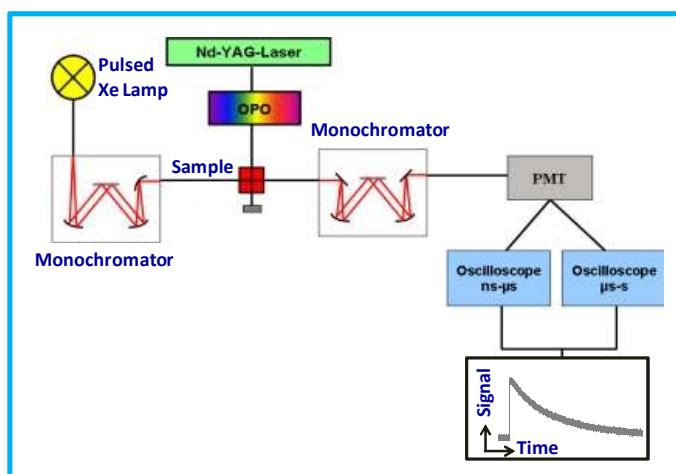 Nd-YAG-Laser
Pulsed
Xe Lamp
OPO
Monochromator
Sample
PMT
Monochromator
Oscilloscope
ns-µs
Oscilloscope
µs-s
Signal
Time